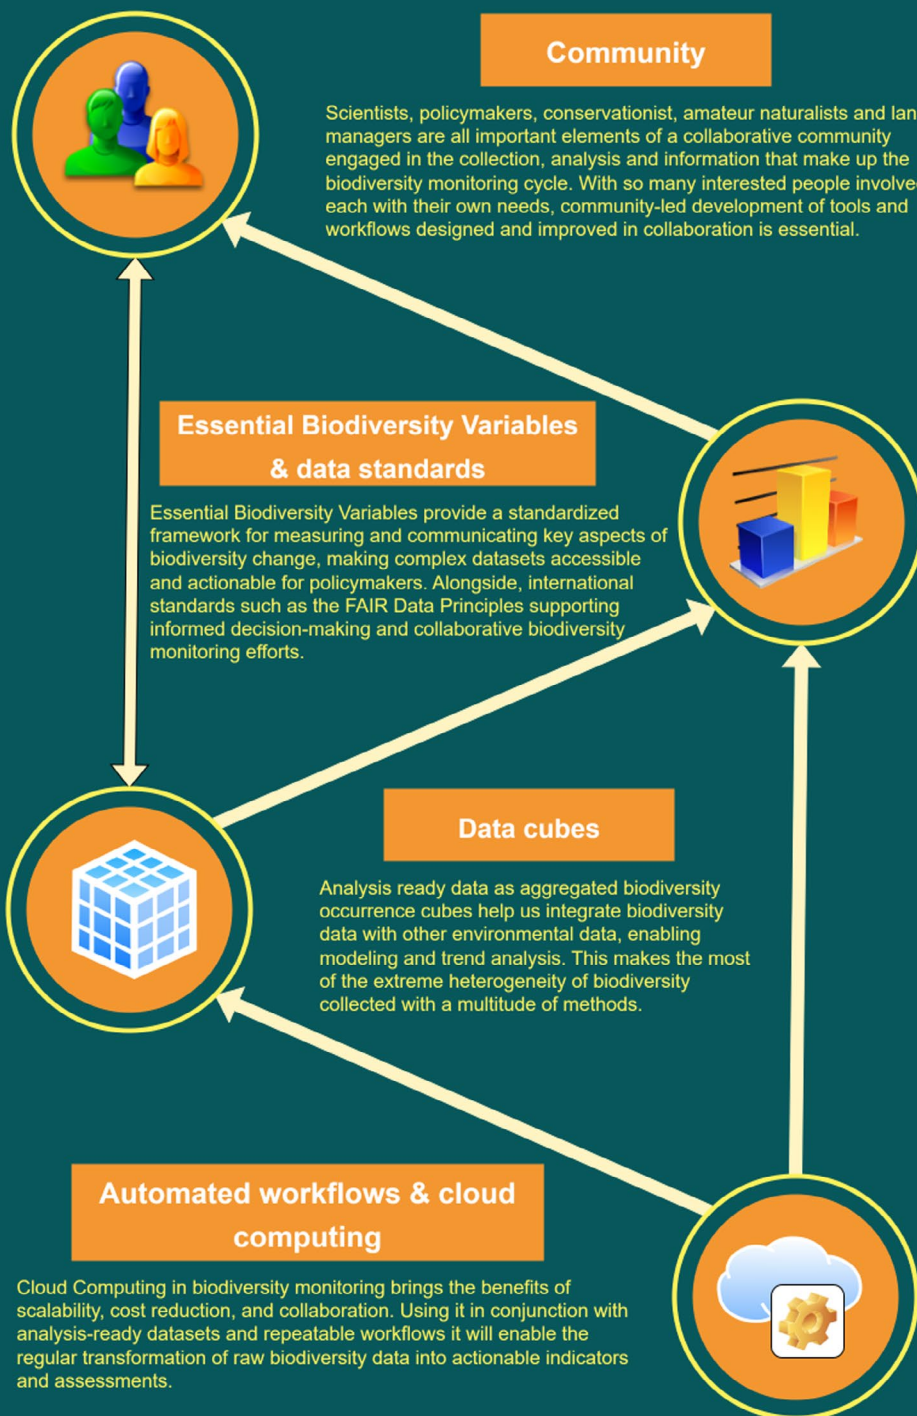 Community
Scientists, policymakers, conservationist, amateur naturalists and lan
managers are all important elements of a collaborative community
engaged in the collection, analysis and information that make up the
biodiversity monitoring cycle. With so many interested people involve
each with their own needs, community-led development of tools and
workflows designed and improved in collaboration is essential.
Essential Biodiversity Variables
& data standards
Essential Biodiversity Variables provide a standardized
framework for measuring and communicating key aspects of
biodiversity change, making complex datasets accessible
and actionable for policymakers. Alongside, international
standards such as the FAIR Data Principles supporting
informed decision-making and collaborative biodiversity
monitoring efforts.
Data cubes
Analysis ready data as aggregated biodiversity
occurrence cubes help us integrate biodiversity
data with other environmental data, enabling
modeling and trend analysis. This makes the most
of the extreme heterogeneity of biodiversity
collected with a multitude of methods.
Automated workflows & cloud
computing
Cloud Computing in biodiversity monitoring brings the benefits of
scalability, cost reduction, and collaboration. Using it in conjunction with
analysis-ready datasets and repeatable workflows it will enable the
regular transformation of raw biodiversity data into actionable indicators
and assessments.